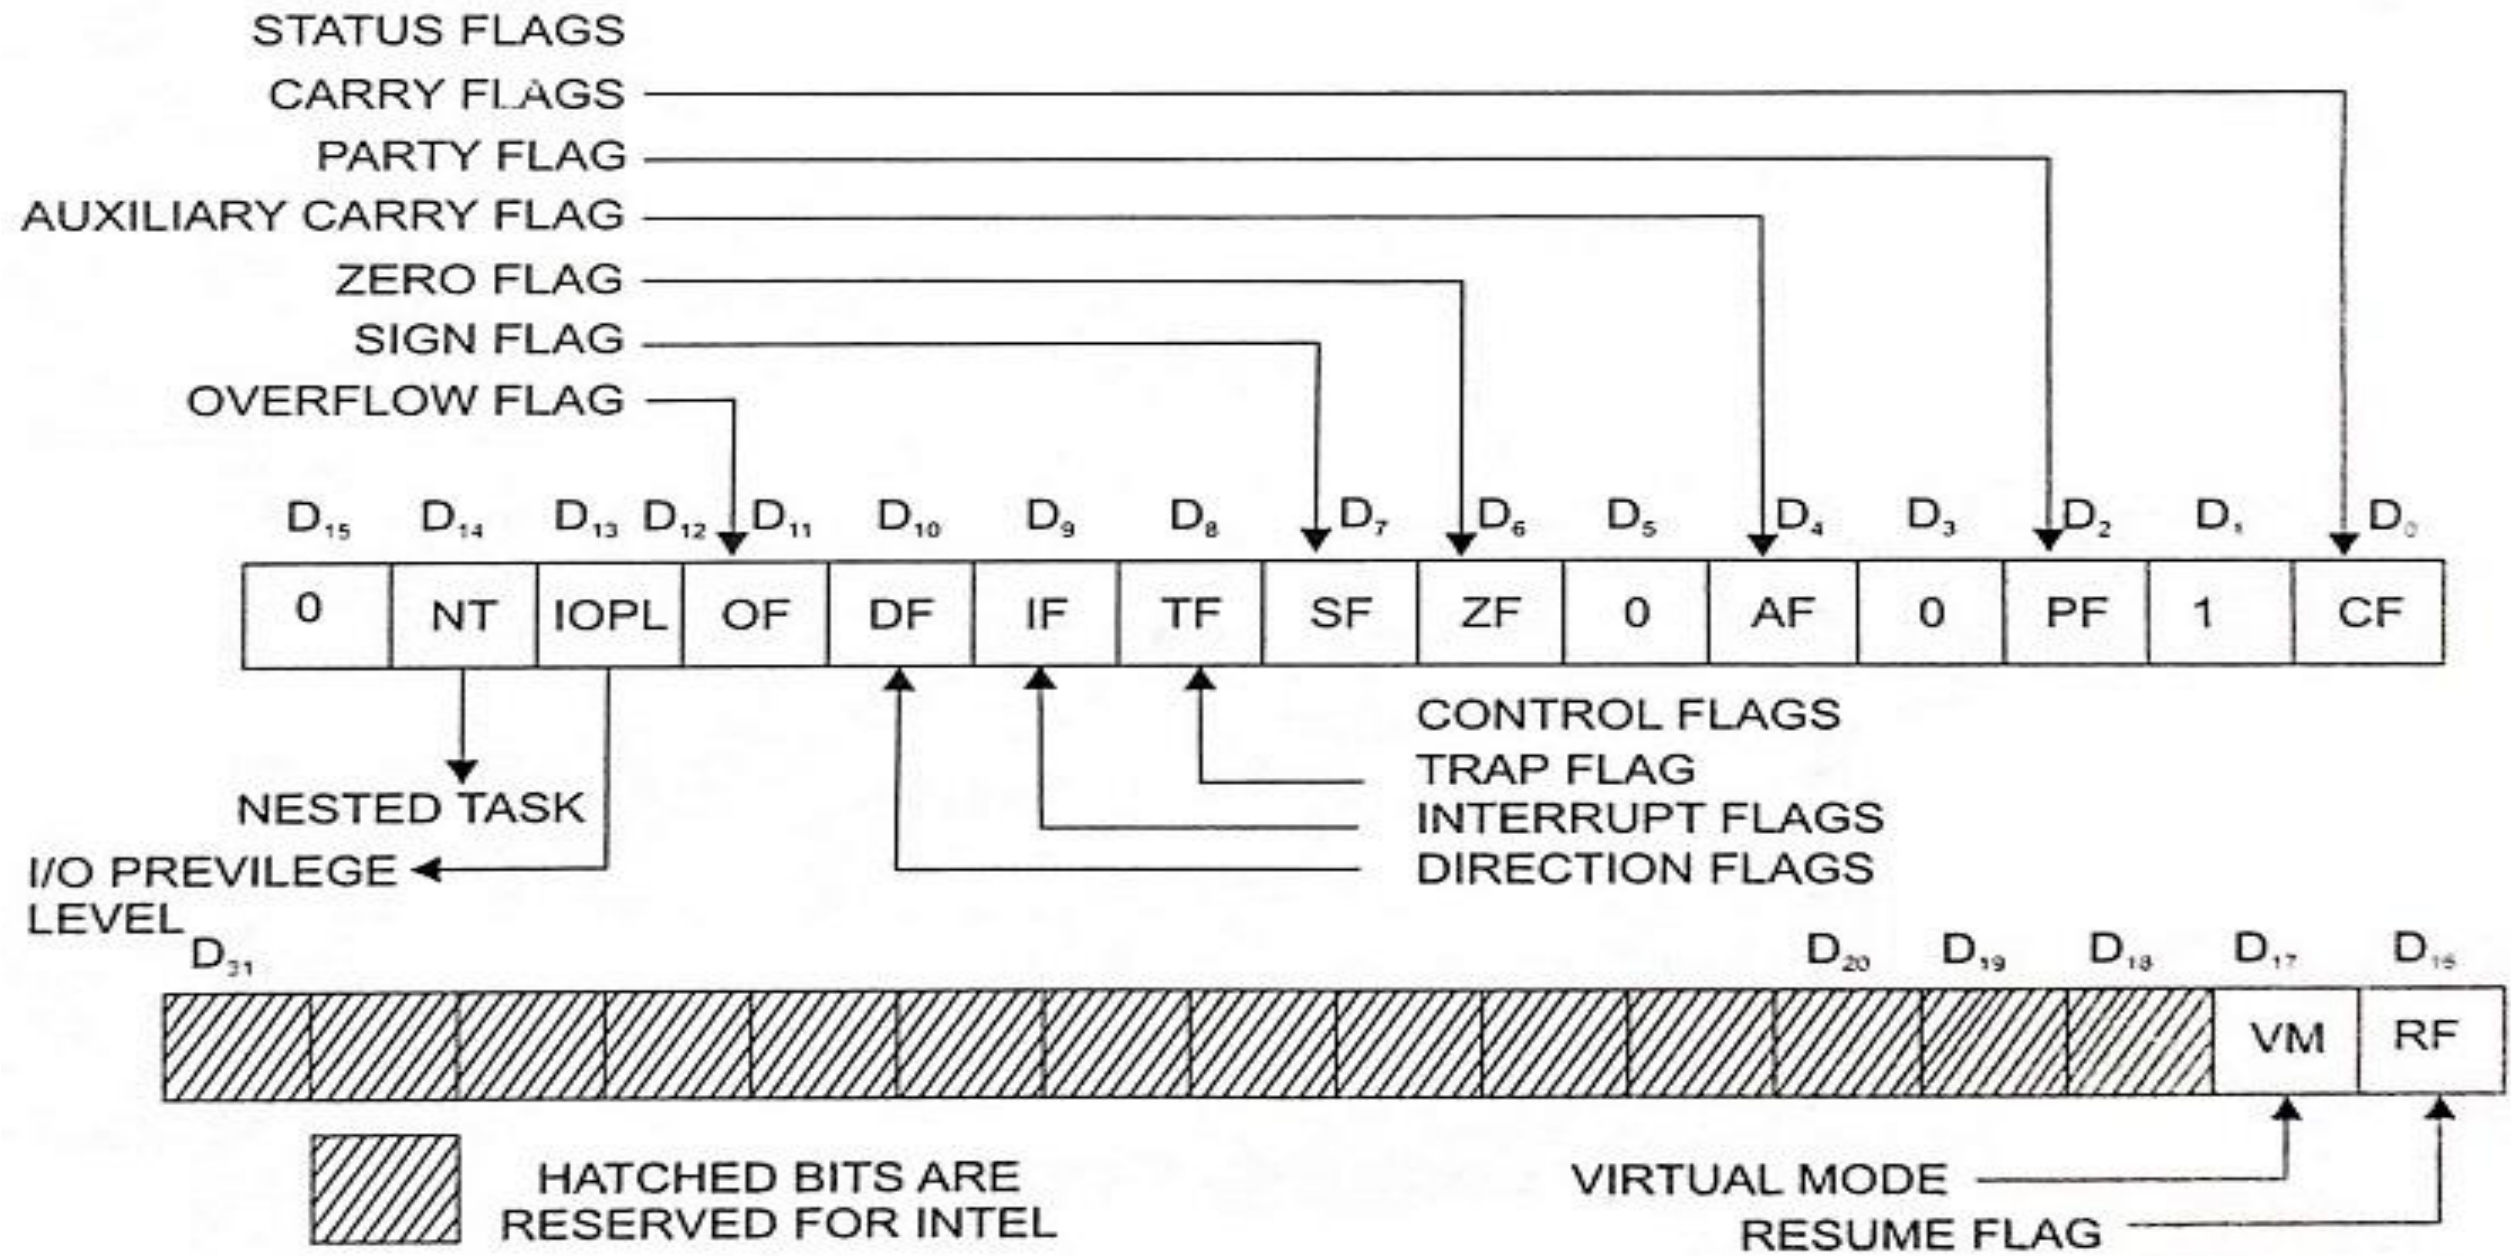 STATUS FLAGS
CARRY FLAGS
PARTY FLAG
AUXILIARY CARRY FLAG
ZERO FLAG
SIGN FLAG
OVERFLOW FLAG
D15 D14 D13 D12 D11 D10 D9 D8 D7 D6 D5 D4 D3 D2 D1 D0
0 NT IOPL OF DF IF TF SF ZF 0 AF 0 PF 1 CF
CONTROL FLAGS
TRAP FLAG
INTERRUPT FLAGS
DIRECTION FLAGS
NESTED TASK
I/O PREVILEGE
LEVEL
D31 D20 D19 D18 D17 D16
VM RF
HATCHED BITS ARE
RESERVED FOR INTEL
VIRTUAL MODE
RESUME FLAG